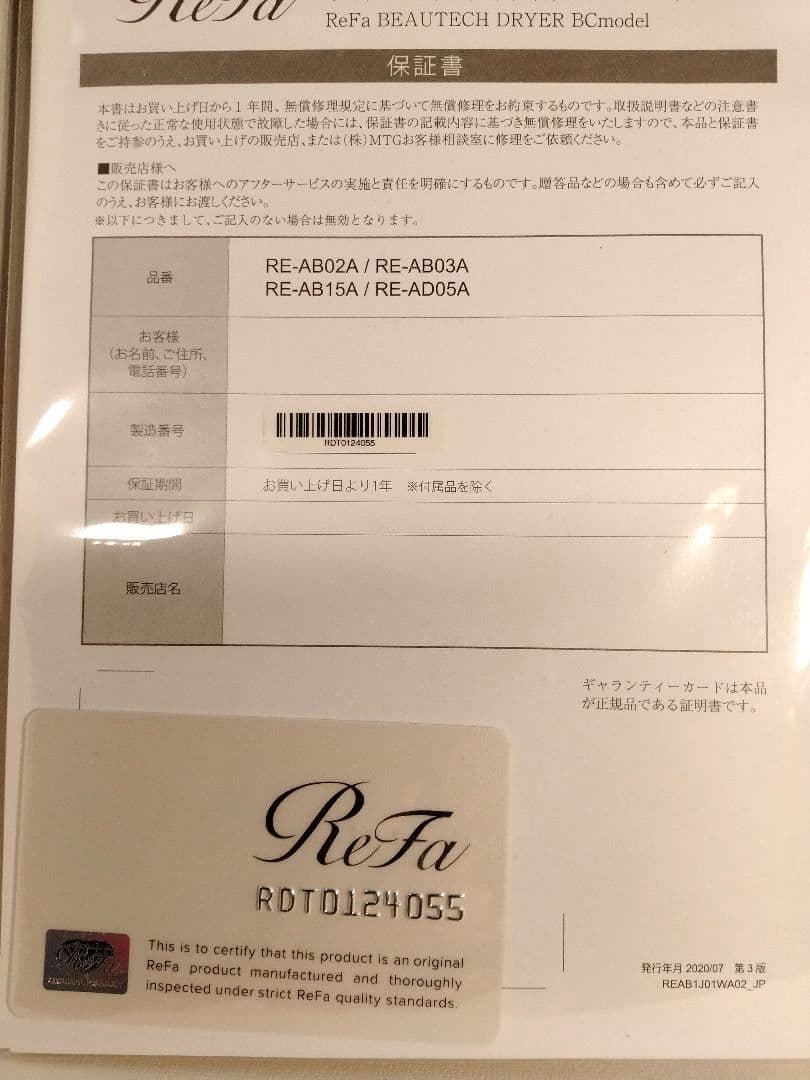 ReFa
ReFa BEAUTECH DRYER BCmodel
保証書
本書はお買い上げ日から1年間、無償修理規定に基づいて無償修理をお約束するものです。取扱説明書などの注意書
きに従った正常な使用状態で故障した場合には、保証書の記載内容に基づき無償修理をいたしますので、本品と保証書
をご持参のうえ、お買い上げの販売店、または(株)MTGお客様相談室に修理をご依頼ください。
■販売店様へ
この保証書はお客様へのアフターサービスの実施と責任を明確にするものです。贈答品などの場合も含めて必ずご記入
のうえ、お客様にお渡しください。
※以下につきまして、ご記入のない場合は無効となります。
品番
RE-AB02A / RE-AB03A
RE-AB15A / RE-AD05A
お客様
(お名前、ご住所、
電話番号)
製造番号
RDT0124055
保証期間
お買い上げ日より1年 ※付属品を除く
お買い上げ日
販売店名
ギャランティーカードは本品
が正規品である証明書です。
ReFa
RDT0124055
This is to certify that this product is an original
ReFa product manufactured and thoroughly
inspected under strict ReFa quality standards.
ReFa
発行年月 2020/07 第3版
REAB1J01WA02_JP